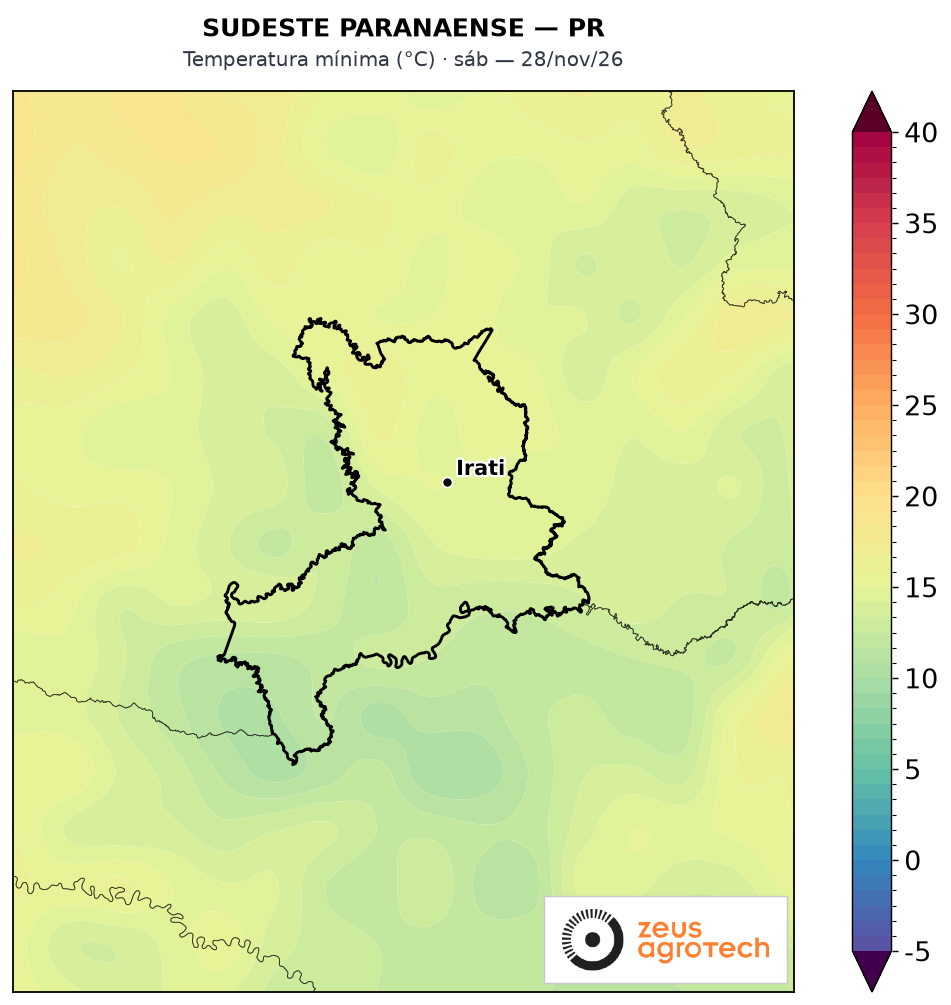 SUDESTE PARANAENSE — PR
Temperatura mínima (°C) · sáb — 28/nov/26
40
35
30
25
20
15
10
5
0
-5
Irati
zeus
agrotech